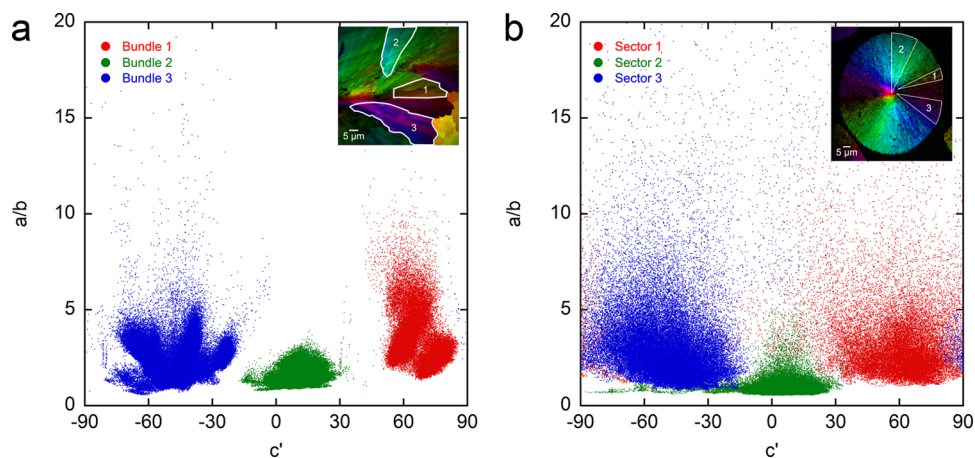 a
20
15
10
5
0
a/b
Bundle 1
Bundle 2
Bundle 3
2
1
3
5 μm
-90 -60 -30 0 30 60 90
c'
b
20
15
10
5
0
a/b
Sector 1
Sector 2
Sector 3
2
1
3
5 μm
-90 -60 -30 0 30 60 90
c'